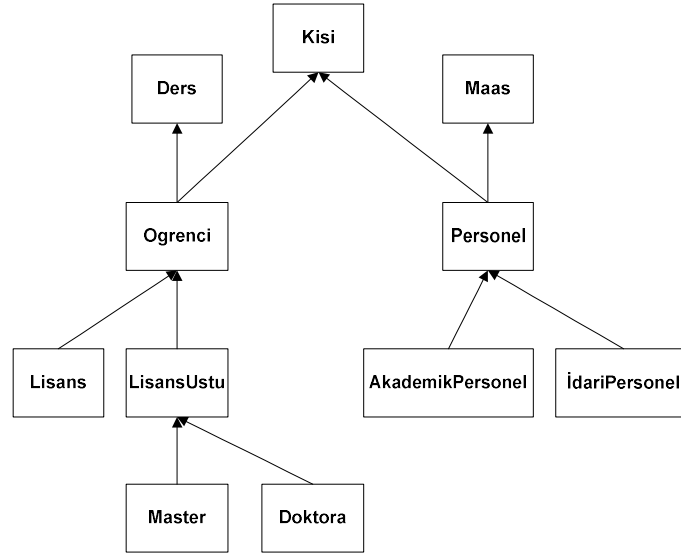 Kisi
Ders
Maas
Ogrenci
Personel
Lisans
LisansUstu
AkademikPersonel
İdariPersonel
Master
Doktora